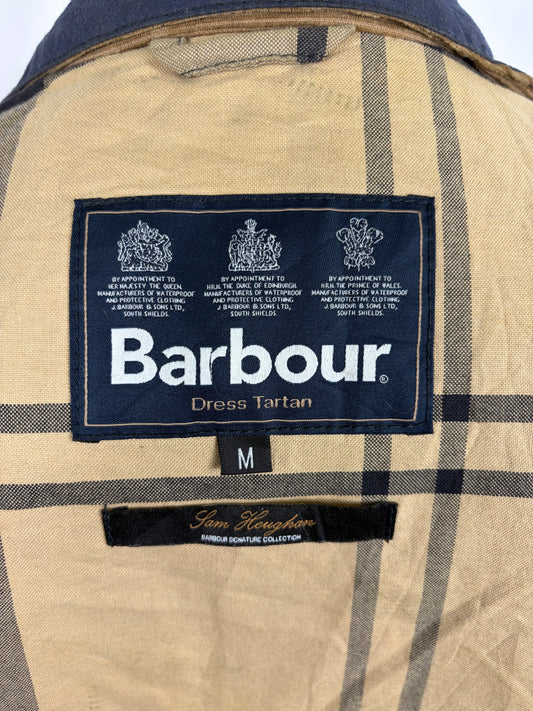 BY APPOINTMENT TO
HER MAJESTY THE QUEEN.
MANUFACTURERS OF WATERPROOF
AND PROTECTIVE CLOTHING
J. BARBOUR & SONS LTD,
SOUTH SHIELDS.
BY APPOINTMENT TO
H.R.H. THE DUKE OF EDINBURGH.
MANUFACTURERS OF WATERPROOF
AND PROTECTIVE CLOTHING
J. BARBOUR & SONS LTD,
SOUTH SHIELDS.
BY APPOINTMENT TO
H.R.H. THE PRINCE OF WALES.
MANUFACTURERS OF WATERPROOF
AND PROTECTIVE CLOTHING
J. BARBOUR & SONS LTD,
SOUTH SHIELDS.
Barbour®
Dress Tartan
M
Sam Heughan
BARBOUR SIGNATURE COLLECTION